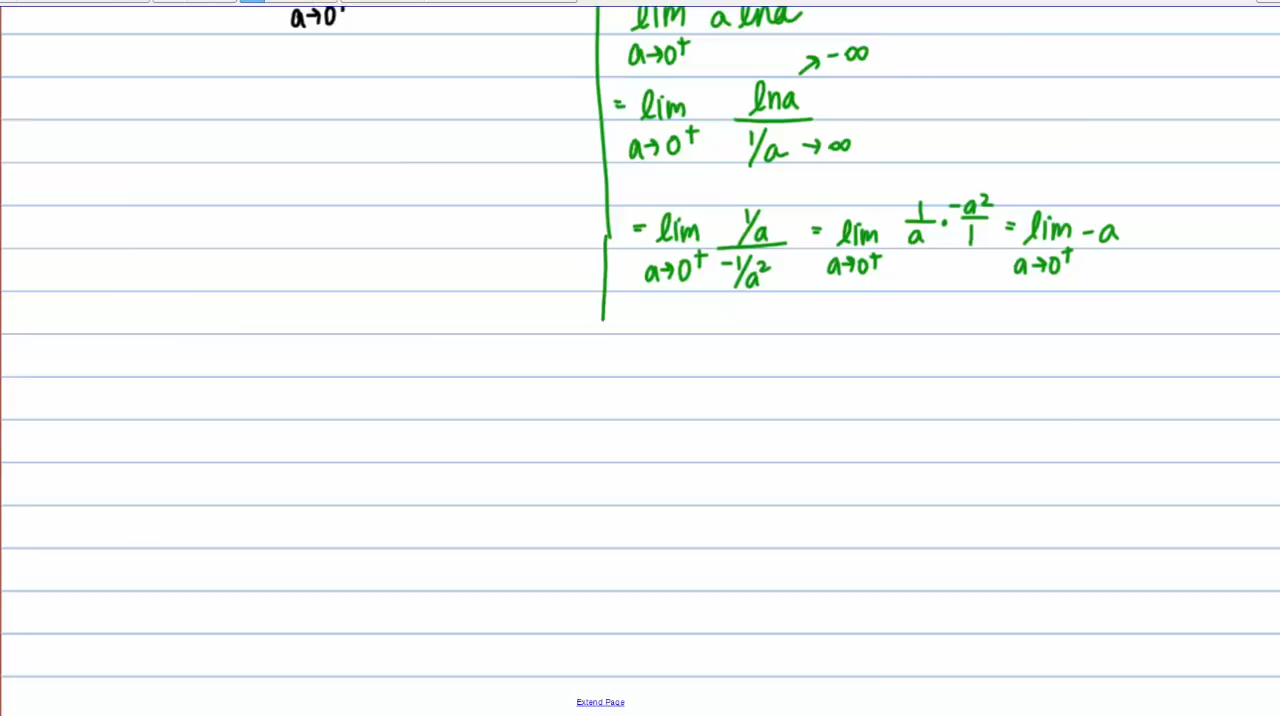 a→0⁺
lim a ln a
a→0⁺
→ -∞
= lim ln a
a→0⁺ 1/a → ∞
= lim 1/a = lim 1/a · -a²/1 = lim -a
a→0⁺ -1/a² a→0⁺ a→0⁺
Extend Page